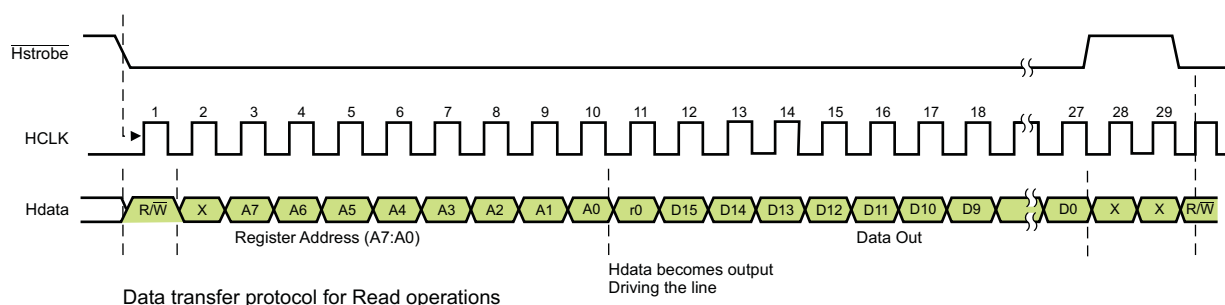 Hstrobe
1 2 3 4 5 6 7 8 9 10 11 12 13 14 15 16 17 18 27 28 29
HCLK
Hdata R/W X A7 A6 A5 A4 A3 A2 A1 A0 r0 D15 D14 D13 D12 D11 D10 D9 D0 X X R/W
Register Address (A7:A0) Data Out
Hdata becomes output
Driving the line
Data transfer protocol for Read operations